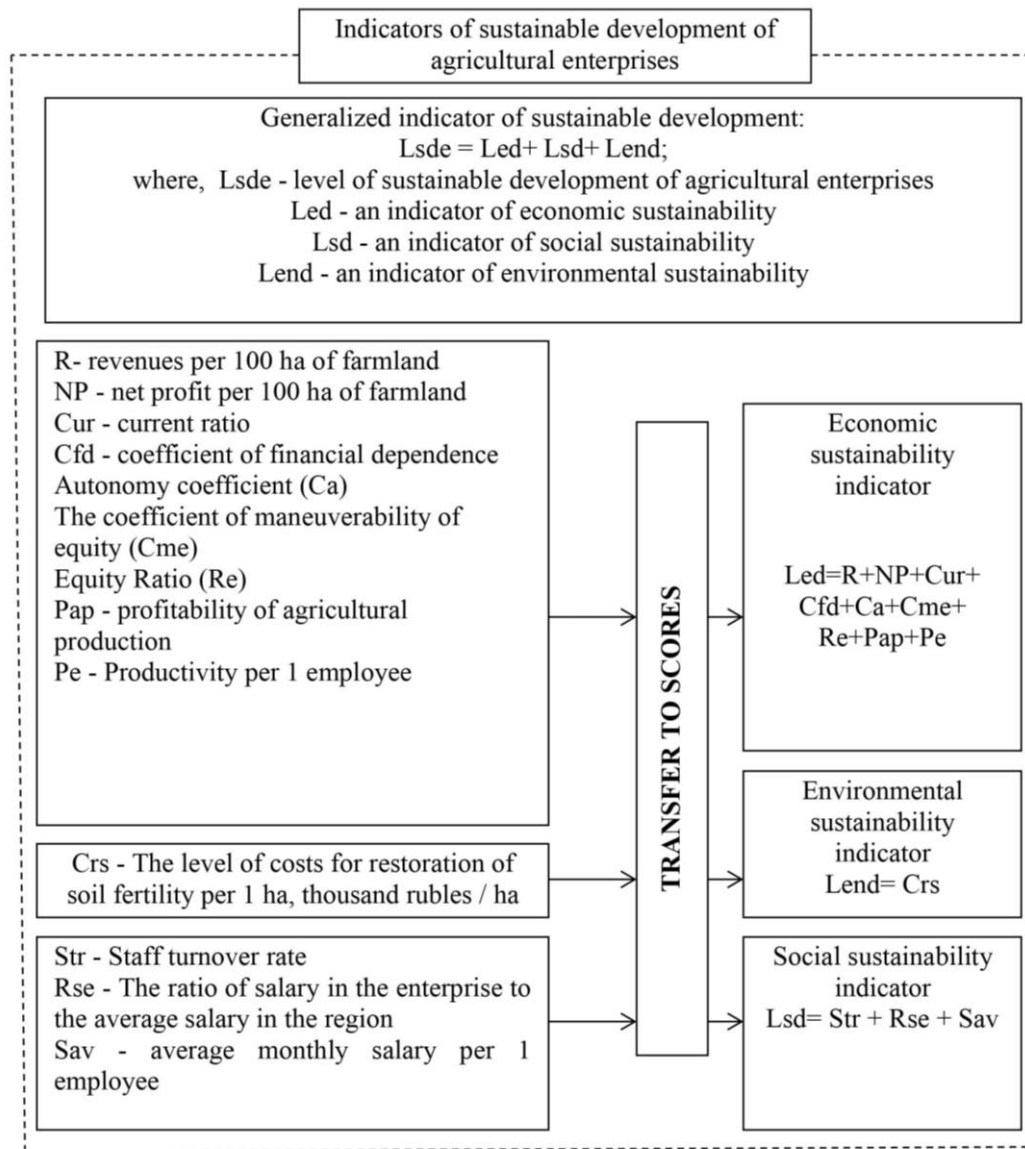 Indicators of sustainable development of
agricultural enterprises
Generalized indicator of sustainable development:
Lsde = Led+ Lsd+ Lend;
where, Lsde - level of sustainable development of agricultural enterprises
Led - an indicator of economic sustainability
Lsd - an indicator of social sustainability
Lend - an indicator of environmental sustainability
R- revenues per 100 ha of farmland
NP - net profit per 100 ha of farmland
Cur - current ratio
Cfd - coefficient of financial dependence
Autonomy coefficient (Ca)
The coefficient of maneuverability of
equity (Cme)
Equity Ratio (Re)
Pap - profitability of agricultural
production
Pe - Productivity per 1 employee
Crs - The level of costs for restoration of
soil fertility per 1 ha, thousand rubles / ha
Str - Staff turnover rate
Rse - The ratio of salary in the enterprise to
the average salary in the region
Sav - average monthly salary per 1
employee
TRANSFER TO SCORES
Economic
sustainability
indicator
Led=R+NP+Cur+
Cfd+Ca+Cme+
Re+Pap+Pe
Environmental
sustainability
indicator
Lend= Crs
Social sustainability
indicator
Lsd= Str + Rse + Sav